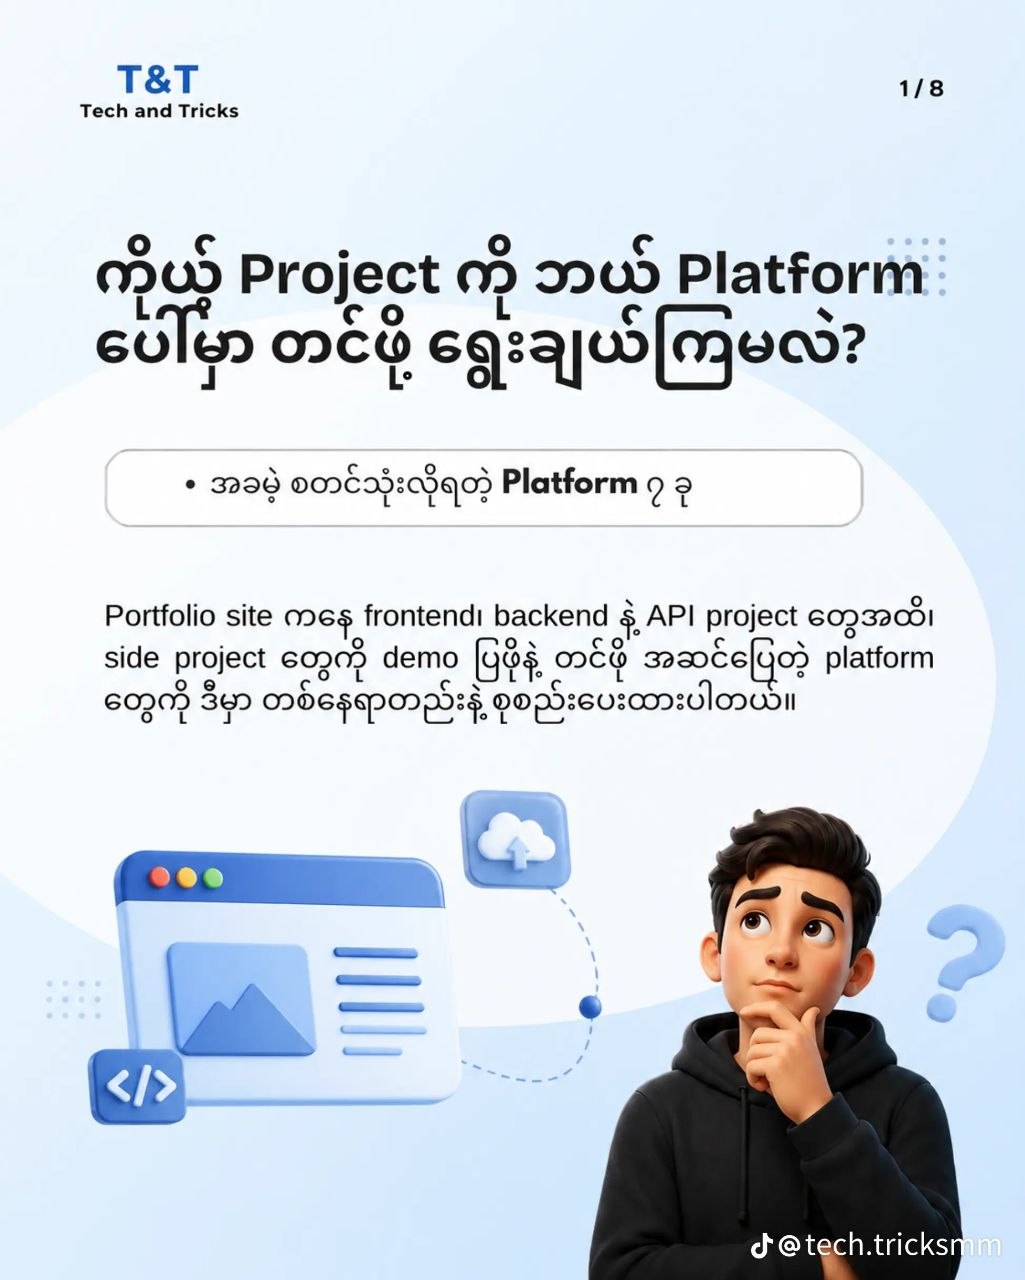 T&T
Tech and Tricks
1 / 8
ကိုယ့် Project ကို ဘယ် Platform
ပေါ်မှာ တင်ဖို့ ရွေးချယ်ကြမလဲ?
• အခမဲ့ စတင်သုံးလို့ရတဲ့ Platform ၇ ခု
Portfolio site ကနေ frontend၊ backend နဲ့ API project တွေအထိ၊
side project တွေကို demo ပြဖို့နဲ့ တင်ဖို့ အဆင်ပြေတဲ့ platform
တွေကို ဒီမှာ တစ်နေရာတည်းနဲ့ စုစည်းပေးထားပါတယ်။
</>
@tech.tricksmm